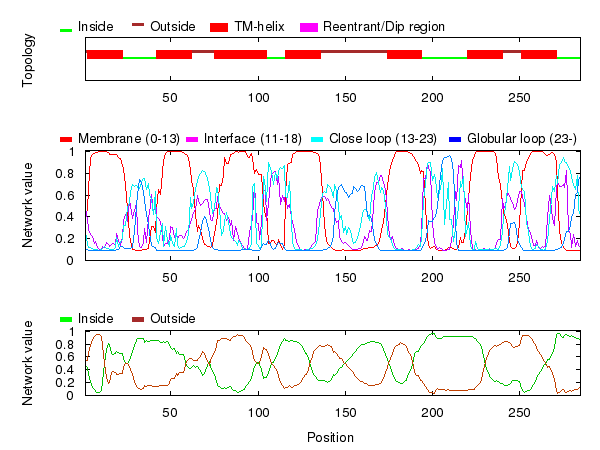 Inside Outside TM-helix Reentrant/Dip region
Topology
50 100 150 200 250
Membrane (0-13) Interface (11-18) Close loop (13-23) Globular loop (23-)
Network value
1
0.8
0.6
0.4
0.2
0
50 100 150 200 250
Inside Outside
Network value
1
0.8
0.6
0.4
0.2
0
50 100 150 200 250
Position